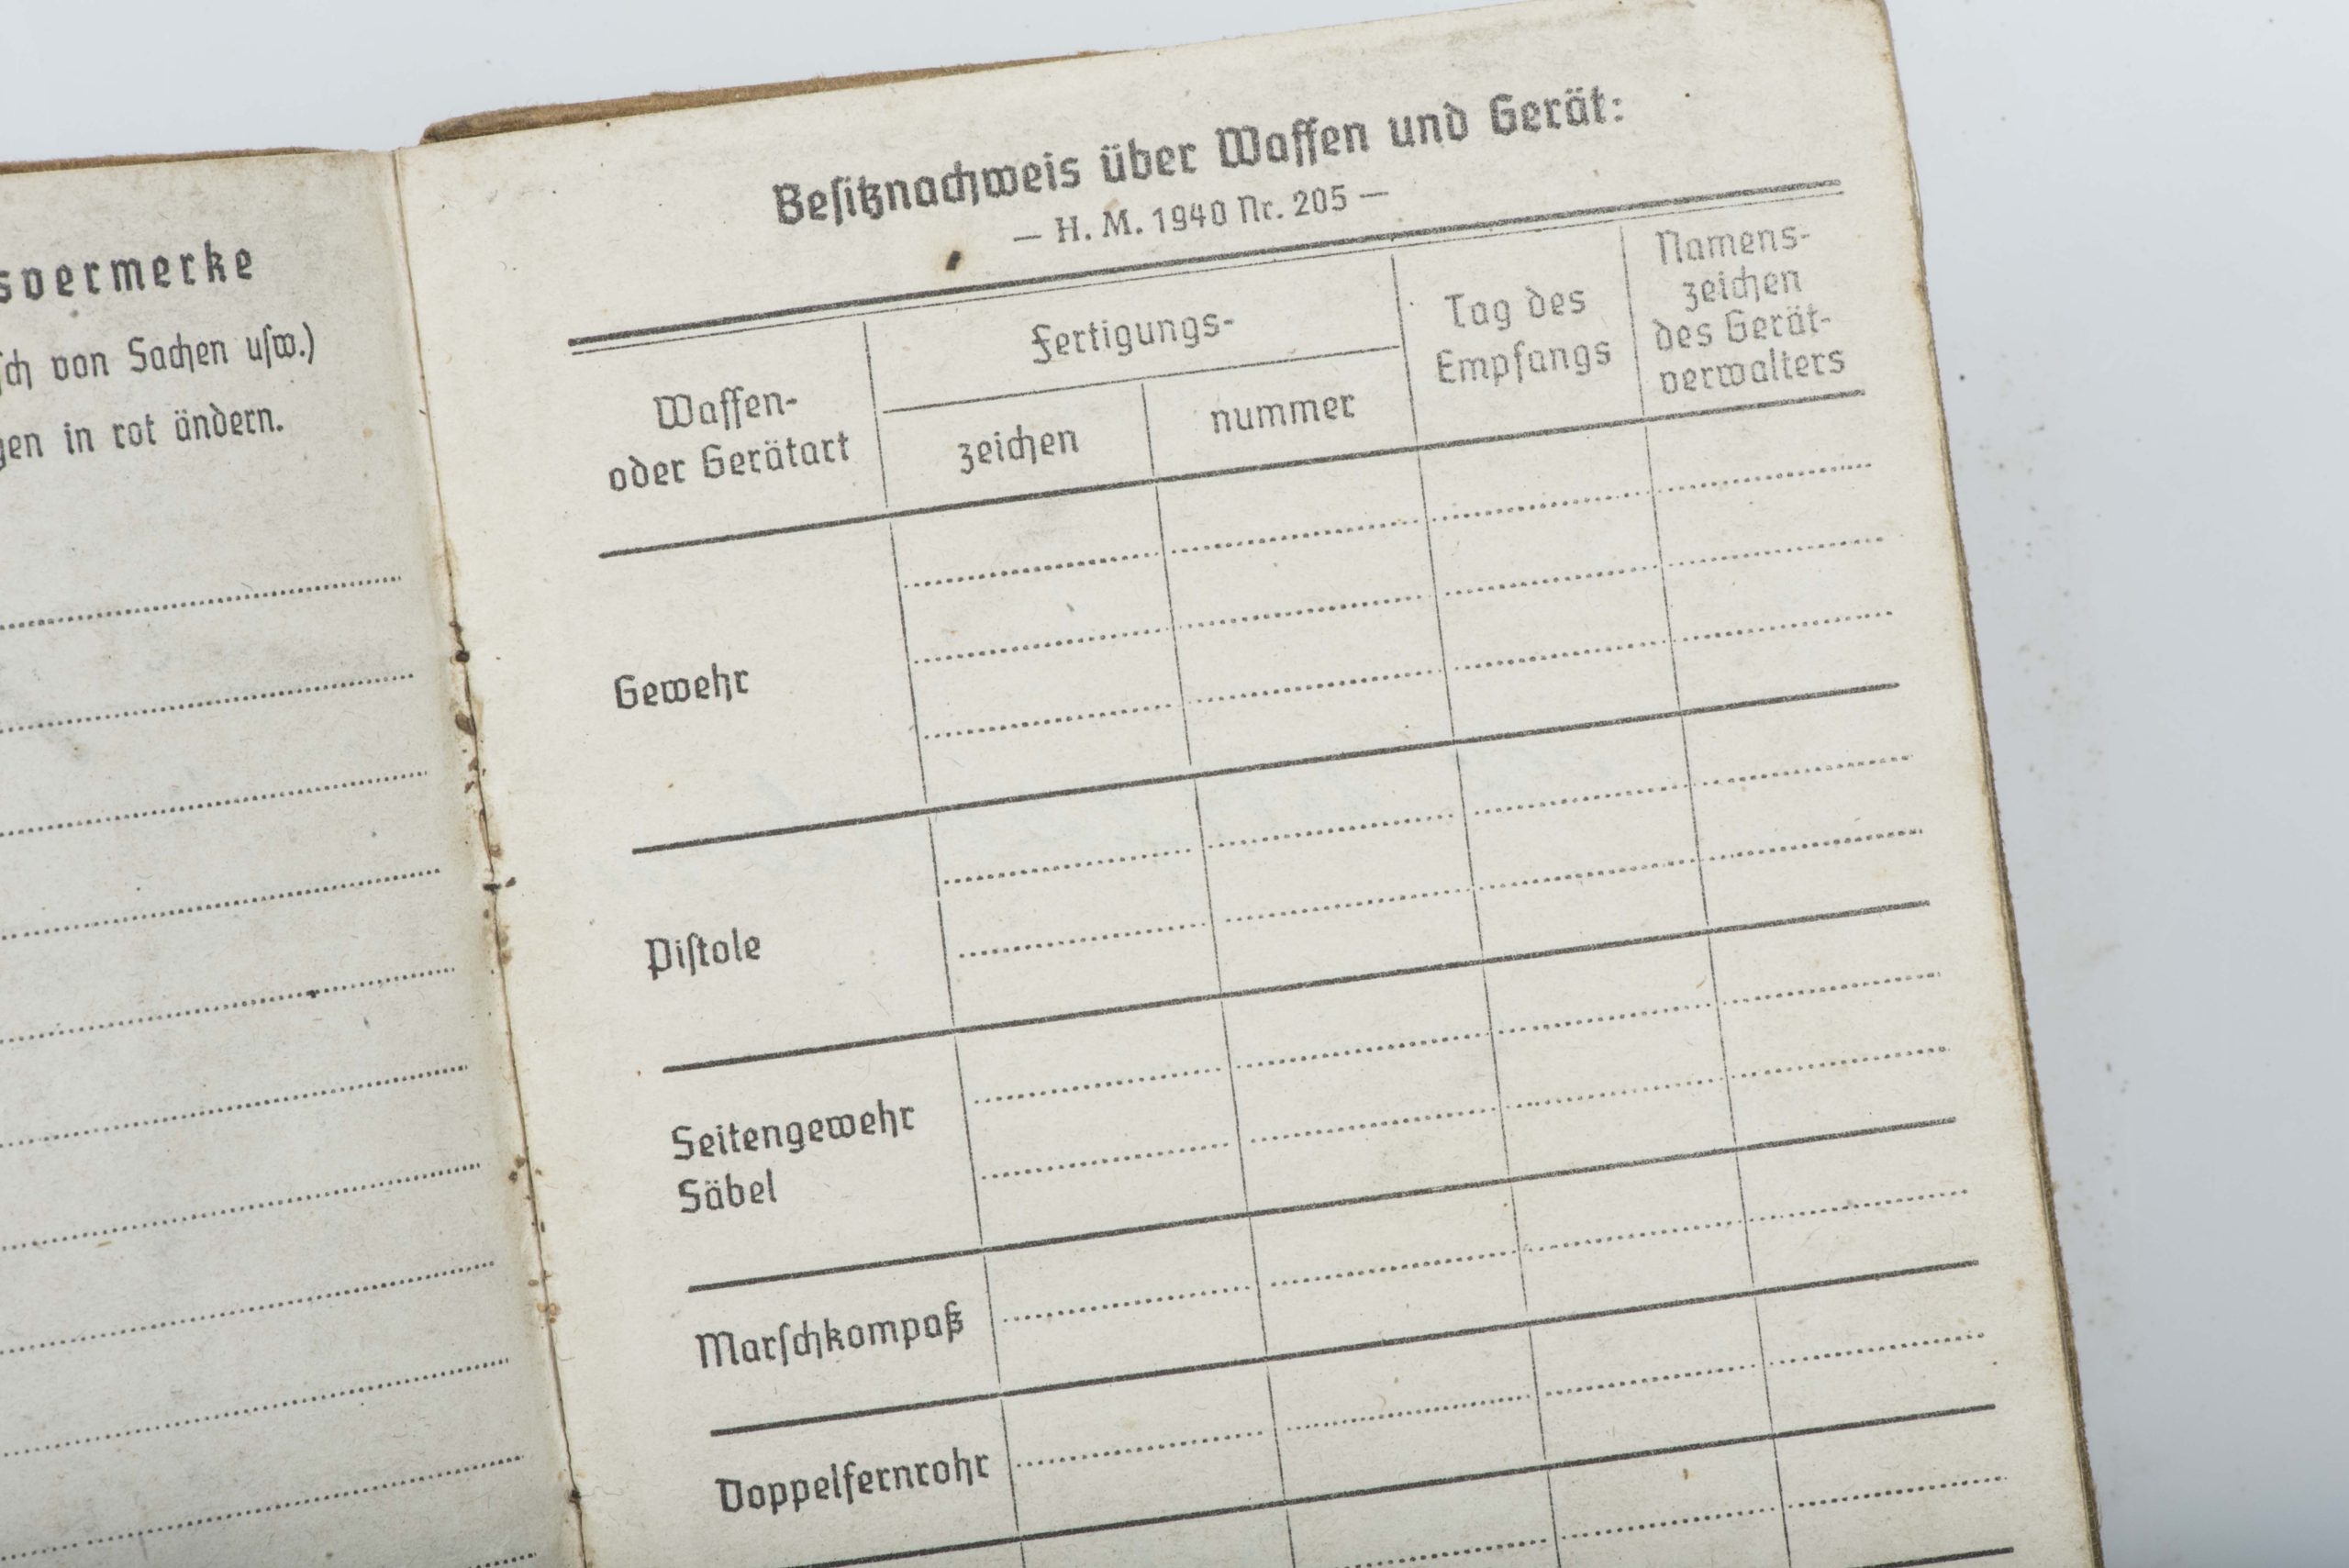 svermerke
sch von Sachen usw.)
gen in rot ändern.
Besitznachweis über Waffen und Gerät:
— H. M. 1940 Nr. 205 —
Waffen-
oder Gerätart
Fertigungs-
zeichen
nummer
Tag des
Empfangs
Namens-
zeichen
des Gerät-
verwalters
Gewehr
Pistole
Seitengewehr
Säbel
Marschkompaß
Doppelfernrohr